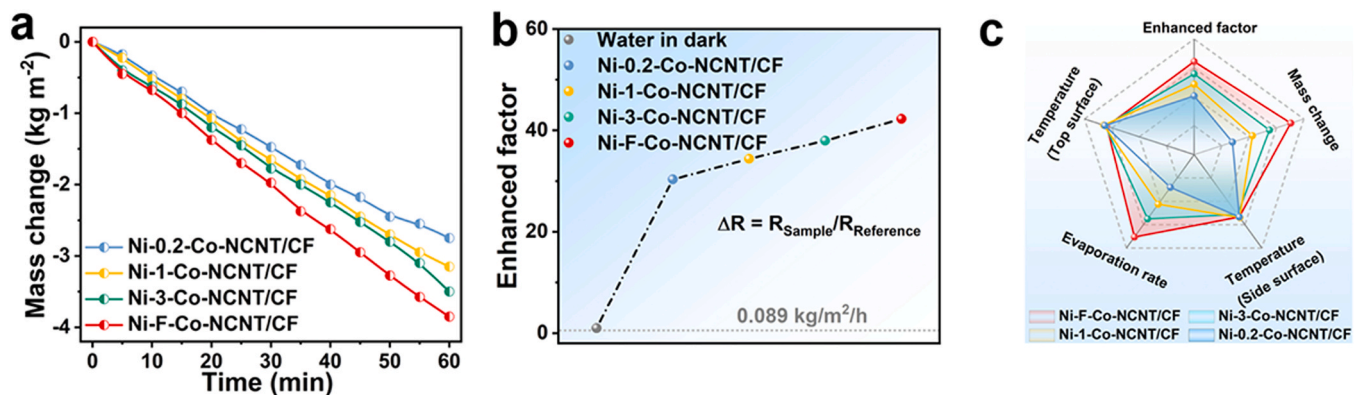 a
Mass change (kg m⁻²)
0
-1
-2
-3
-4
Ni-0.2-Co-NCNT/CF
Ni-1-Co-NCNT/CF
Ni-3-Co-NCNT/CF
Ni-F-Co-NCNT/CF
0 10 20 30 40 50 60
Time (min)
b
Enhanced factor
60
40
20
0
Water in dark
Ni-0.2-Co-NCNT/CF
Ni-1-Co-NCNT/CF
Ni-3-Co-NCNT/CF
Ni-F-Co-NCNT/CF
ΔR = R_Sample/R_Reference
0.089 kg/m²/h
c
Enhanced factor
Mass change
Temperature
(Side surface)
Evaporation rate
Temperature
(Top surface)
Ni-F-Co-NCNT/CF Ni-3-Co-NCNT/CF
Ni-1-Co-NCNT/CF Ni-0.2-Co-NCNT/CF